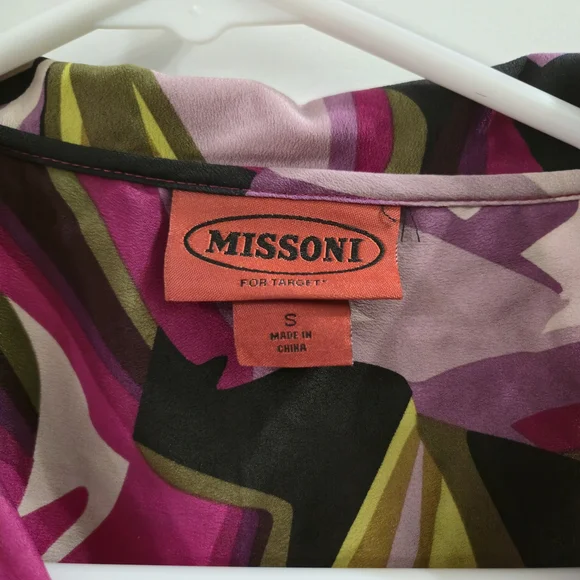 MISSONI
FOR TARGET*
S
MADE IN
CHINA